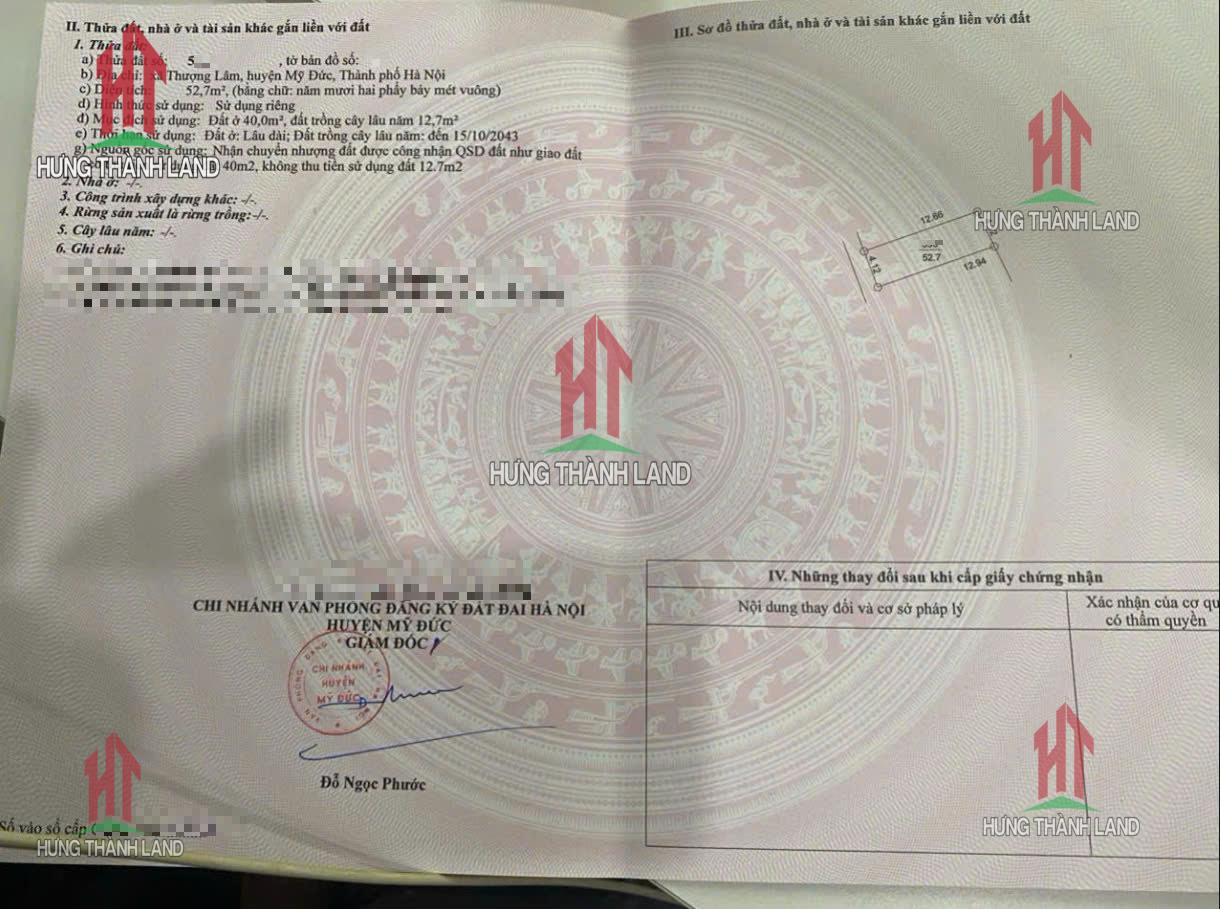 II. Thửa đất, nhà ở và tài sản khác gắn liền với đất
1. Thửa đất:
a) Thửa đất số: 5 , tờ bản đồ số:
b) Địa chỉ: xã Thượng Lâm, huyện Mỹ Đức, Thành phố Hà Nội
c) Diện tích: 52,7m², (bằng chữ: năm mươi hai phẩy bảy mét vuông)
d) Hình thức sử dụng: Sử dụng riêng
đ) Mục đích sử dụng: Đất ở 40,0m², đất trồng cây lâu năm 12,7m²
e) Thời hạn sử dụng: Đất ở: Lâu dài; Đất trồng cây lâu năm: đến 15/10/2043
g) Nguồn gốc sử dụng: Nhận chuyển nhượng đất được công nhận QSD đất như giao đất
40m2, không thu tiền sử dụng đất 12.7m2
HƯNG THÀNH LAND
2. Nhà ở: -/-.
3. Công trình xây dựng khác: -/-.
4. Rừng sản xuất là rừng trồng:-/-.
5. Cây lâu năm: -/-.
6. Ghi chú:
CHI NHÁNH VĂN PHÒNG ĐĂNG KÝ ĐẤT ĐAI HÀ NỘI
HUYỆN MỸ ĐỨC
GIÁM ĐỐC
CHI NHÁNH
HUYỆN
MỸ ĐỨC
Đỗ Ngọc Phước
Số vào sổ cấp
HƯNG THÀNH LAND
HƯNG THÀNH LAND
III. Sơ đồ thửa đất, nhà ở và tài sản khác gắn liền với đất
HƯNG THÀNH LAND
12.66
4.12
52.7
12.94
IV. Những thay đổi sau khi cấp giấy chứng nhận
Nội dung thay đổi và cơ sở pháp lý
Xác nhận của cơ qu
có thẩm quyền
HƯNG THÀNH LAND